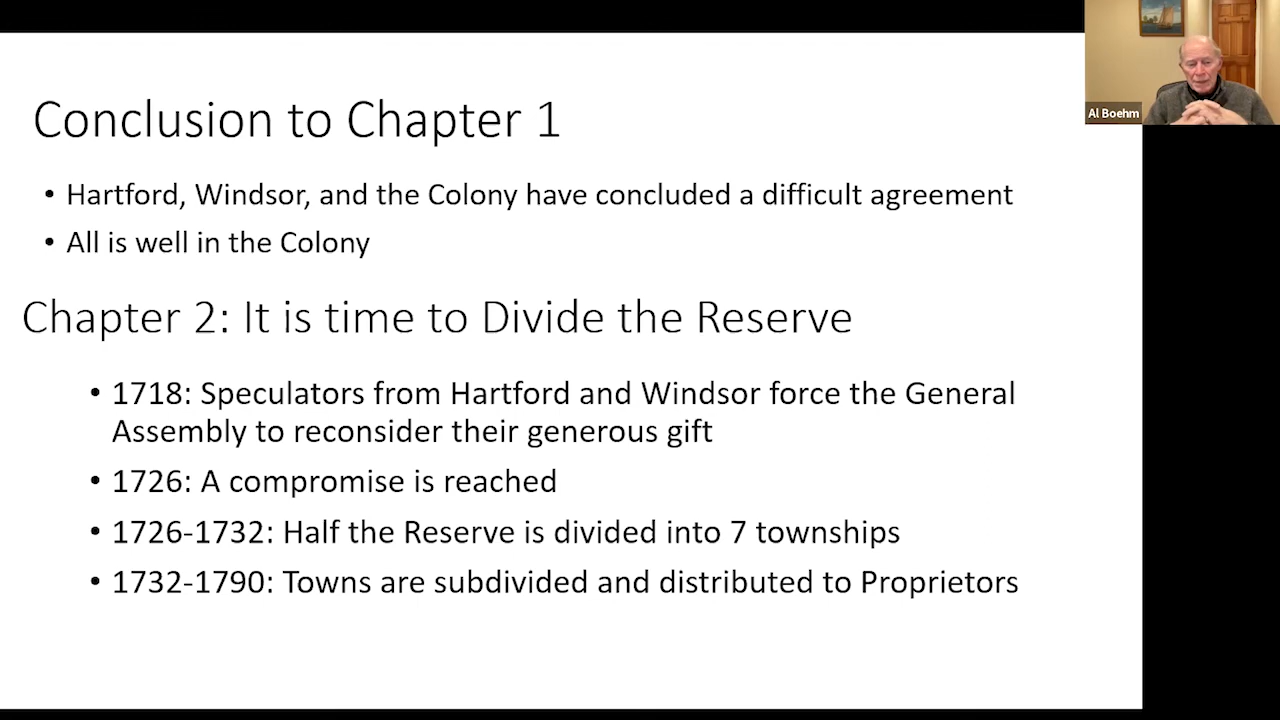 Conclusion to Chapter 1
• Hartford, Windsor, and the Colony have concluded a difficult agreement
• All is well in the Colony
Chapter 2: It is time to Divide the Reserve
• 1718: Speculators from Hartford and Windsor force the General
Assembly to reconsider their generous gift
• 1726: A compromise is reached
• 1726-1732: Half the Reserve is divided into 7 townships
• 1732-1790: Towns are subdivided and distributed to Proprietors
Al Boehm